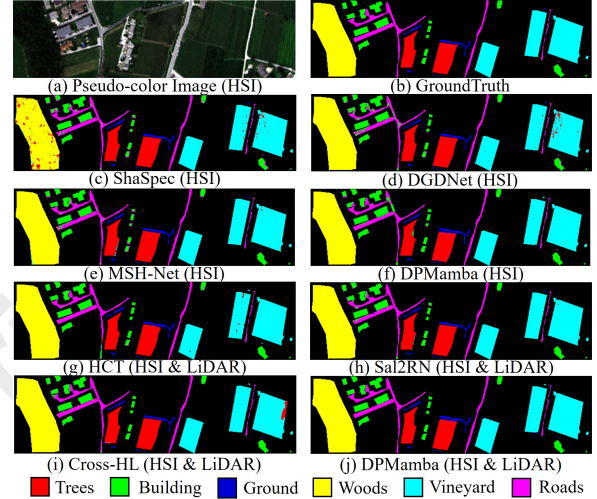 (a) Pseudo-color Image (HSI)
(b) GroundTruth
(c) ShaSpec (HSI)
(d) DGDNet (HSI)
(e) MSH-Net (HSI)
(f) DPMamba (HSI)
(g) HCT (HSI & LiDAR)
(h) Sal2RN (HSI & LiDAR)
(i) Cross-HL (HSI & LiDAR)
(j) DPMamba (HSI & LiDAR)
Trees Building Ground Woods Vineyard Roads